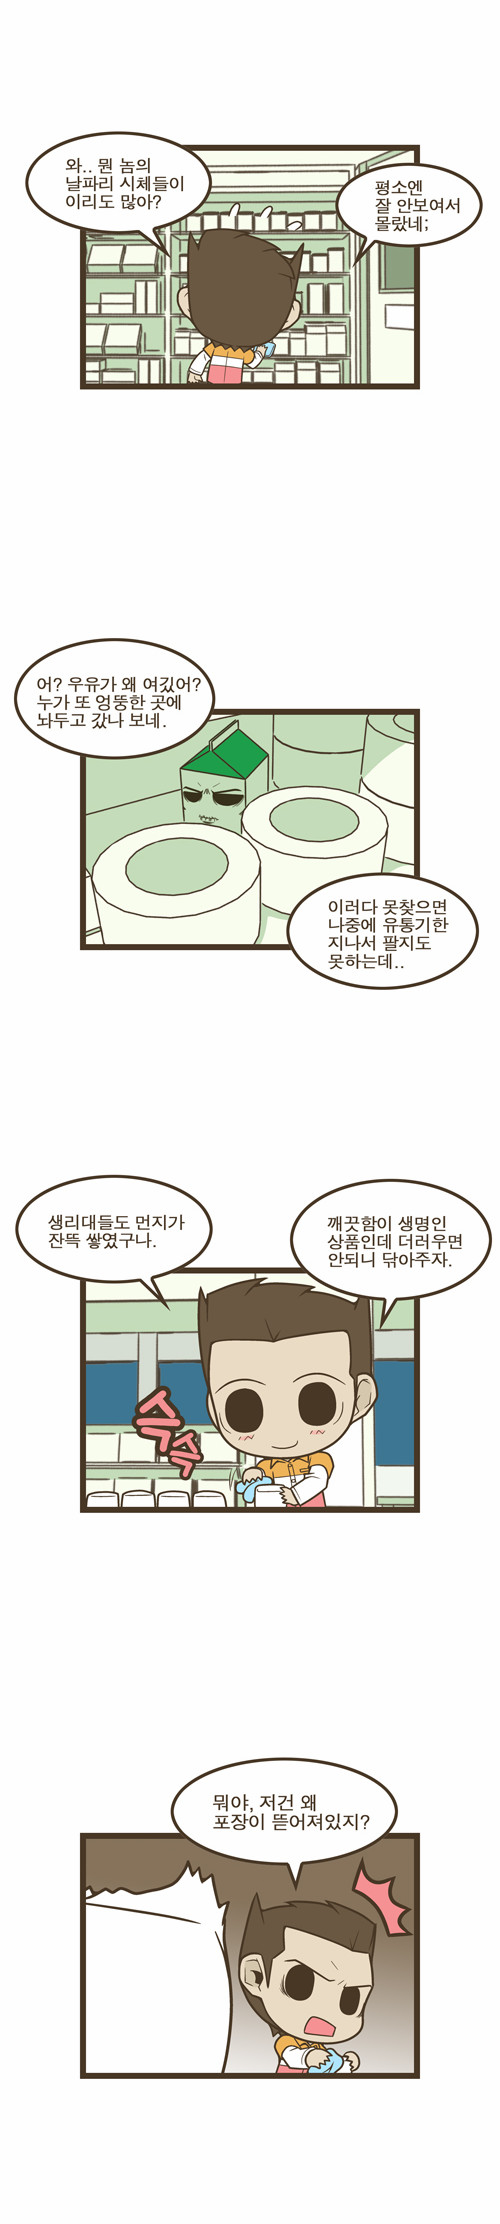 와.. 뭔 놈의
날파리 시체들이
이리도 많아?
평소엔
잘 안보여서
몰랐네;
어? 우유가 왜 여깄어?
누가 또 엉뚱한 곳에
놔두고 갔나 보네.
이러다 못찾으면
나중에 유통기한
지나서 팔지도
못하는데..
생리대들도 먼지가
잔뜩 쌓였구나.
깨끗함이 생명인
상품인데 더러우면
안되니 닦아주자.
슥슥
뭐야, 저건 왜
포장이 뜯어져있지?